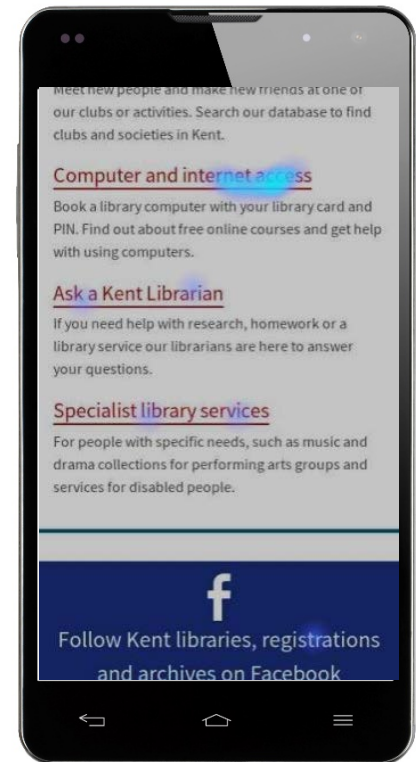 Meet new people and make new friends at one of
our clubs or activities. Search our database to find
clubs and societies in Kent.
Computer and internet access
Book a library computer with your library card and
PIN. Find out about free online courses and get help
with using computers.
Ask a Kent Librarian
If you need help with research, homework or a
library service our librarians are here to answer
your questions.
Specialist library services
For people with specific needs, such as music and
drama collections for performing arts groups and
services for disabled people.
f
Follow Kent libraries, registrations
and archives on Facebook